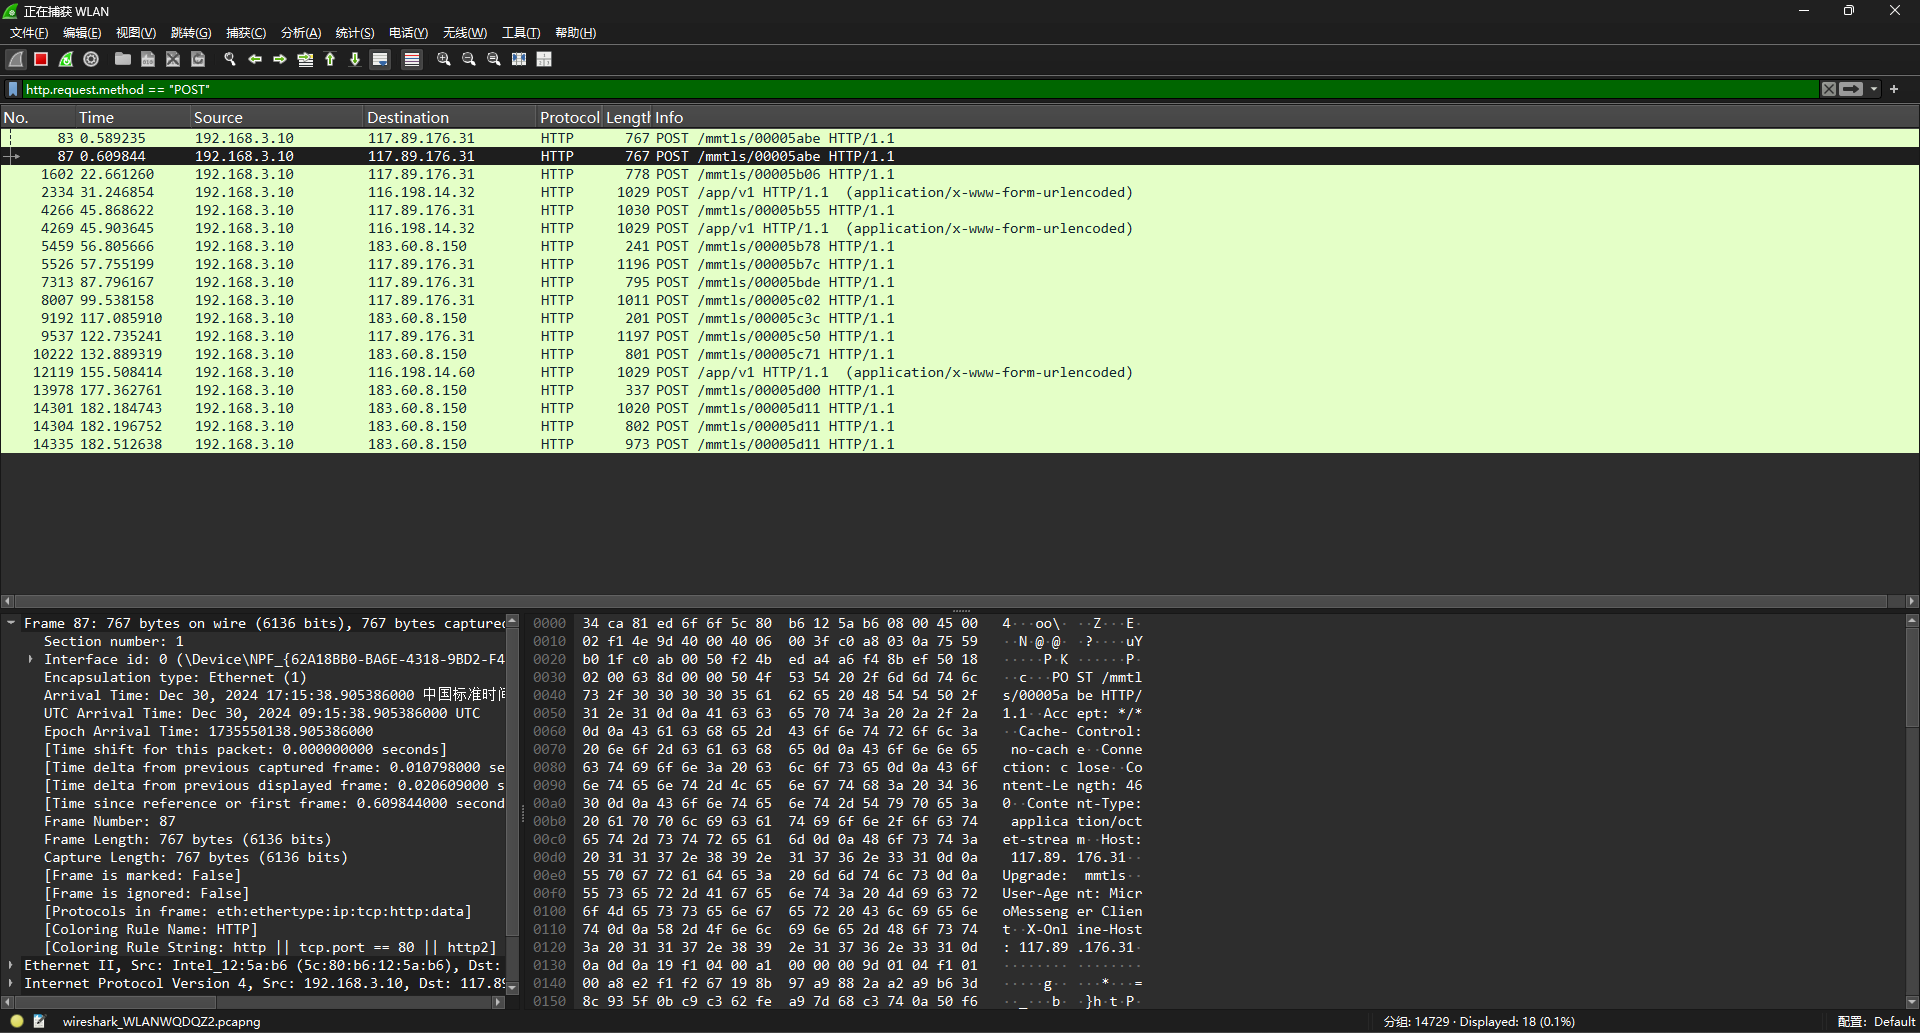 正在捕获 WLAN
文件(F) 编辑(E) 视图(V) 跳转(G) 捕获(C) 分析(A) 统计(S) 电话(Y) 无线(W) 工具(T) 帮助(H)
http.request.method == "POST"
No. Time Source Destination Protocol Length Info
83 0.589235 192.168.3.10 117.89.176.31 HTTP 767 POST /mmtls/00005abe HTTP/1.1
87 0.609844 192.168.3.10 117.89.176.31 HTTP 767 POST /mmtls/00005abe HTTP/1.1
1602 22.661260 192.168.3.10 117.89.176.31 HTTP 778 POST /mmtls/00005b06 HTTP/1.1
2334 31.246854 192.168.3.10 116.198.14.32 HTTP 1029 POST /app/v1 HTTP/1.1 (application/x-www-form-urlencoded)
4266 45.868622 192.168.3.10 117.89.176.31 HTTP 1030 POST /mmtls/00005b55 HTTP/1.1
4269 45.903645 192.168.3.10 116.198.14.32 HTTP 1029 POST /app/v1 HTTP/1.1 (application/x-www-form-urlencoded)
5459 56.805666 192.168.3.10 183.60.8.150 HTTP 241 POST /mmtls/00005b78 HTTP/1.1
5526 57.755199 192.168.3.10 117.89.176.31 HTTP 1196 POST /mmtls/00005b7c HTTP/1.1
7313 87.796167 192.168.3.10 117.89.176.31 HTTP 795 POST /mmtls/00005bde HTTP/1.1
8007 99.538158 192.168.3.10 117.89.176.31 HTTP 1011 POST /mmtls/00005c02 HTTP/1.1
9192 117.085910 192.168.3.10 183.60.8.150 HTTP 201 POST /mmtls/00005c3c HTTP/1.1
9537 122.735241 192.168.3.10 117.89.176.31 HTTP 1197 POST /mmtls/00005c50 HTTP/1.1
10222 132.889319 192.168.3.10 183.60.8.150 HTTP 801 POST /mmtls/00005c71 HTTP/1.1
12119 155.508414 192.168.3.10 116.198.14.60 HTTP 1029 POST /app/v1 HTTP/1.1 (application/x-www-form-urlencoded)
13978 177.362761 192.168.3.10 183.60.8.150 HTTP 337 POST /mmtls/00005d00 HTTP/1.1
14301 182.184743 192.168.3.10 183.60.8.150 HTTP 1020 POST /mmtls/00005d11 HTTP/1.1
14304 182.196752 192.168.3.10 183.60.8.150 HTTP 802 POST /mmtls/00005d11 HTTP/1.1
14335 182.512638 192.168.3.10 183.60.8.150 HTTP 973 POST /mmtls/00005d11 HTTP/1.1
Frame 87: 767 bytes on wire (6136 bits), 767 bytes capturec
Section number: 1
Interface id: 0 (\Device\NPF_{62A18BB0-BA6E-4318-9BD2-F4
Encapsulation type: Ethernet (1)
Arrival Time: Dec 30, 2024 17:15:38.905386000 中国标准时间
UTC Arrival Time: Dec 30, 2024 09:15:38.905386000 UTC
Epoch Arrival Time: 1735550138.905386000
[Time shift for this packet: 0.000000000 seconds]
[Time delta from previous captured frame: 0.010798000 se
[Time delta from previous displayed frame: 0.020609000 s
[Time since reference or first frame: 0.609844000 second
Frame Number: 87
Frame Length: 767 bytes (6136 bits)
Capture Length: 767 bytes (6136 bits)
[Frame is marked: False]
[Frame is ignored: False]
[Protocols in frame: eth:ethertype:ip:tcp:http:data]
[Coloring Rule Name: HTTP]
[Coloring Rule String: http || tcp.port == 80 || http2]
Ethernet II, Src: Intel_12:5a:b6 (5c:80:b6:12:5a:b6), Dst:
Internet Protocol Version 4, Src: 192.168.3.10, Dst: 117.89
0000 34 ca 81 ed 6f 6f 5c 80 b6 12 5a b6 08 00 45 00 4···oo\· ··Z···E·
0010 02 f1 4e 9d 40 00 40 06 00 3f c0 a8 03 0a 75 59 ··N·@·@· ·?····uY
0020 b0 1f c0 ab 00 50 f2 4b ed a4 a6 f4 8b ef 50 18 ·····P·K ······P·
0030 02 00 63 8d 00 00 50 4f 53 54 20 2f 6d 6d 74 6c ··c···PO ST /mmtl
0040 73 2f 30 30 30 30 35 61 62 65 20 48 54 54 50 2f s/00005a be HTTP/
0050 31 2e 31 0d 0a 41 63 63 65 70 74 3a 20 2a 2f 2a 1.1··Acc ept: */*
0060 0d 0a 43 61 63 68 65 2d 43 6f 6e 74 72 6f 6c 3a ··Cache- Control:
0070 20 6e 6f 2d 63 61 63 68 65 0d 0a 43 6f 6e 6e 65 no-cach e··Conne
0080 63 74 69 6f 6e 3a 20 63 6c 6f 73 65 0d 0a 43 6f ction: c lose··Co
0090 6e 74 65 6e 74 2d 4c 65 6e 67 74 68 3a 20 34 36 ntent-Le ngth: 46
00a0 30 0d 0a 43 6f 6e 74 65 6e 74 2d 54 79 70 65 3a 0··Conte nt-Type:
00b0 20 61 70 70 6c 69 63 61 74 69 6f 6e 2f 6f 63 74 applica tion/oct
00c0 65 74 2d 73 74 72 65 61 6d 0d 0a 48 6f 73 74 3a et-strea m··Host:
00d0 20 31 31 37 2e 38 39 2e 31 37 36 2e 33 31 0d 0a 117.89. 176.31··
00e0 55 70 67 72 61 64 65 3a 20 6d 6d 74 6c 73 0d 0a Upgrade: mmtls··
00f0 55 73 65 72 2d 41 67 65 6e 74 3a 20 4d 69 63 72 User-Age nt: Micr
0100 6f 4d 65 73 73 65 6e 67 65 72 20 43 6c 69 65 6e oMesseng er Clien
0110 74 0d 0a 58 2d 4f 6e 6c 69 6e 65 2d 48 6f 73 74 t··X-Onl ine-Host
0120 3a 20 31 31 37 2e 38 39 2e 31 37 36 2e 33 31 0d : 117.89 .176.31·
0130 0a 0d 0a 19 f1 04 00 a1 00 00 00 9d 01 04 f1 01 ········ ········
0140 00 a8 e2 f1 f2 67 19 8b 97 a9 88 2a a2 a9 b6 3d ·····g·· ···*···=
0150 8c 93 5f 0b c9 c3 62 fe a9 7d 68 c3 74 0a 50 f6 ··_···b· ·}h·t·P·
wireshark_WLANWQDQZ2.pcapng
分组: 14729 · Displayed: 18 (0.1%)
配置: Default